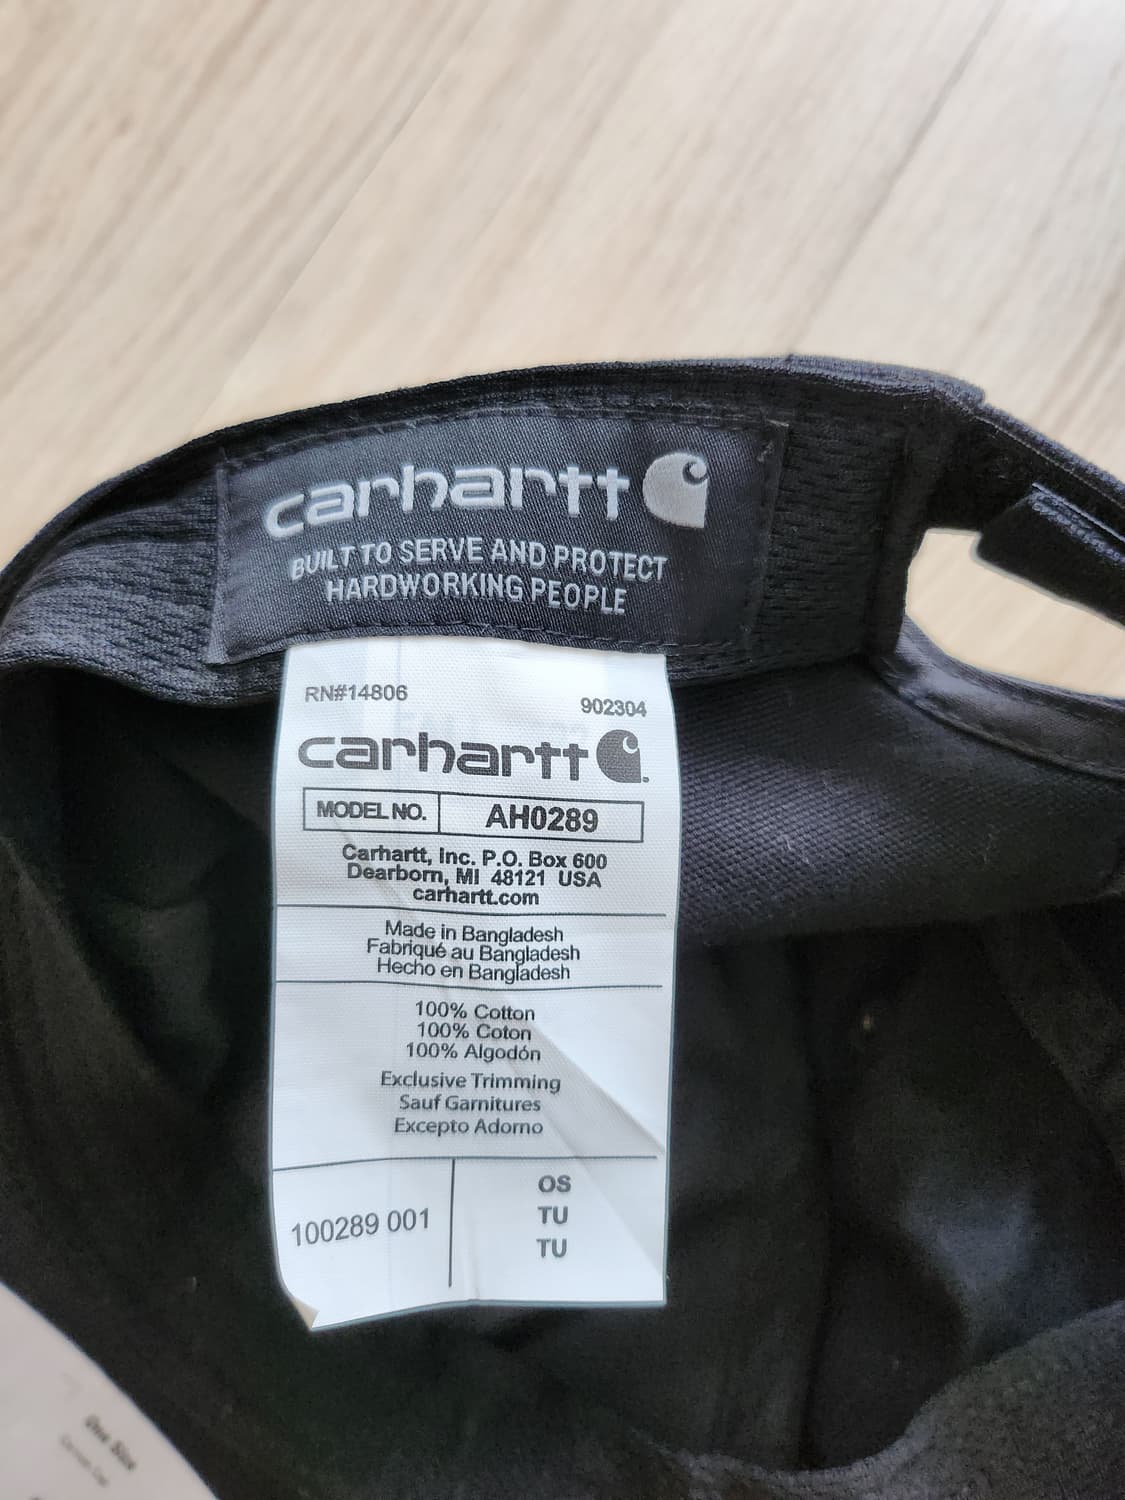 carhartt
BUILT TO SERVE AND PROTECT
HARDWORKING PEOPLE
RN#14806
902304
carhartt
MODEL NO.
AH0289
Carhartt, Inc. P.O. Box 600
Dearborn, MI 48121 USA
carhartt.com
Made in Bangladesh
Fabriqué au Bangladesh
Hecho en Bangladesh
100% Cotton
100% Coton
100% Algodón
Exclusive Trimming
Sauf Garnitures
Excepto Adorno
100289 001
OS
TU
TU
One Size